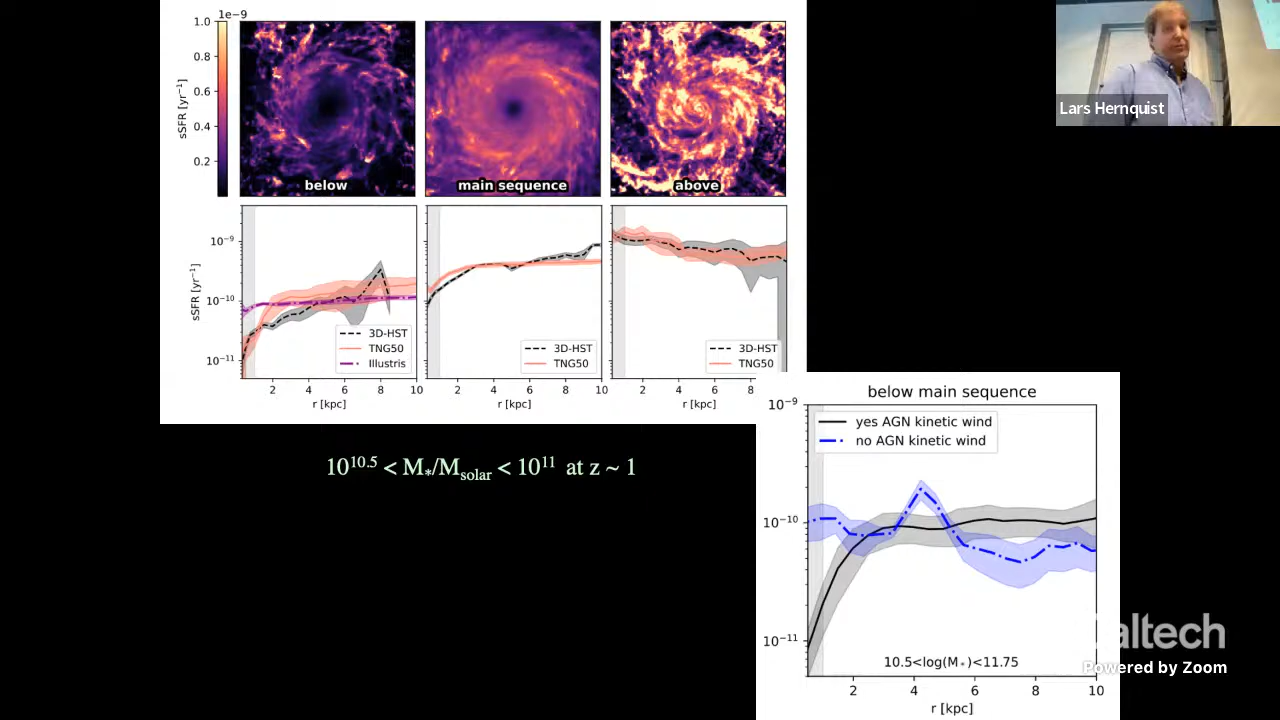 1e−9
1.0
0.8
0.6
0.4
0.2
sSFR [yr⁻¹]
below
main sequence
above
Lars Hernquist
10⁻⁹
10⁻¹⁰
10⁻¹¹
sSFR [yr⁻¹]
3D-HST
TNG50
Illustris
2 4 6 8 10
r [kpc]
3D-HST
TNG50
2 4 6 8 10
r [kpc]
3D-HST
TNG50
2 4 6 8
r [kpc]
10^10.5 < M*/Msolar < 10^11 at z ~ 1
below main sequence
10⁻⁹
10⁻¹⁰
10⁻¹¹
yes AGN kinetic wind
no AGN kinetic wind
10.5<log(M*)<11.75
2 4 6 8 10
r [kpc]
altech
Powered by Zoom